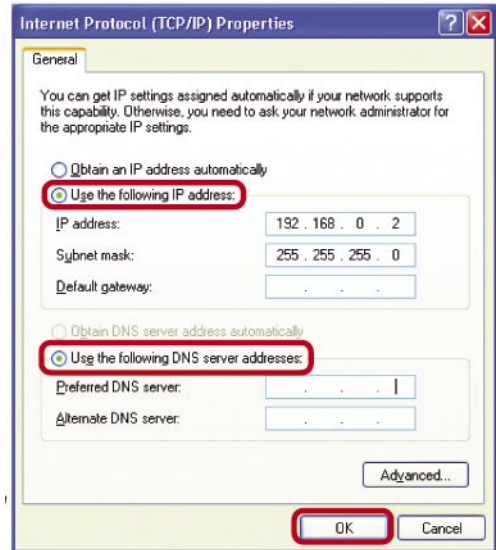 Internet Protocol (TCP/IP) Properties
General
You can get IP settings assigned automatically if your network supports
this capability. Otherwise, you need to ask your network administrator for
the appropriate IP settings.
Obtain an IP address automatically
Use the following IP address:
IP address: 192 . 168 . 0 . 2
Subnet mask: 255 . 255 . 255 . 0
Default gateway: . . .
Obtain DNS server address automatically
Use the following DNS server addresses:
Preferred DNS server: . . .
Alternate DNS server: . . .
Advanced...
OK Cancel